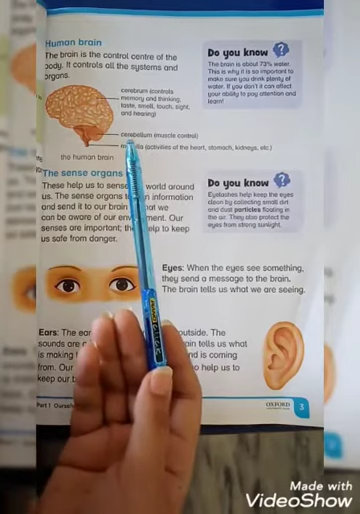 Human brain
The brain is the control centre of the
body. It controls all the systems and
organs.
cerebrum (controls
memory and thinking,
taste, smell, touch, sight,
and hearing)
cerebellum (muscle control)
(activities of the heart, stomach, kidneys, etc.)
the human brain
Do you know ?
The brain is about 73% water.
This is why it is so important to
make sure you drink plenty of
water. If you don't it can affect
your ability to pay attention and
learn!
The sense organs
These help us to sense world around
us. The sense organs information
and send it to our brain we
can be aware of our Our
senses are important; help to keep
us safe from danger.
Do you know ?
Eyelashes help keep the eyes
clean by collecting small dirt
and dust particles floating in
the air. They also protect the
eyes from strong sunlight.
Eyes: When the eyes see something,
they send a message to the brain.
The brain tells us what we are seeing.
Ears: The outside. The
sounds are tells us what
is making is coming
from. Our help us to
keep our
Part 1
OXFORD
3
Made with
VideoShow